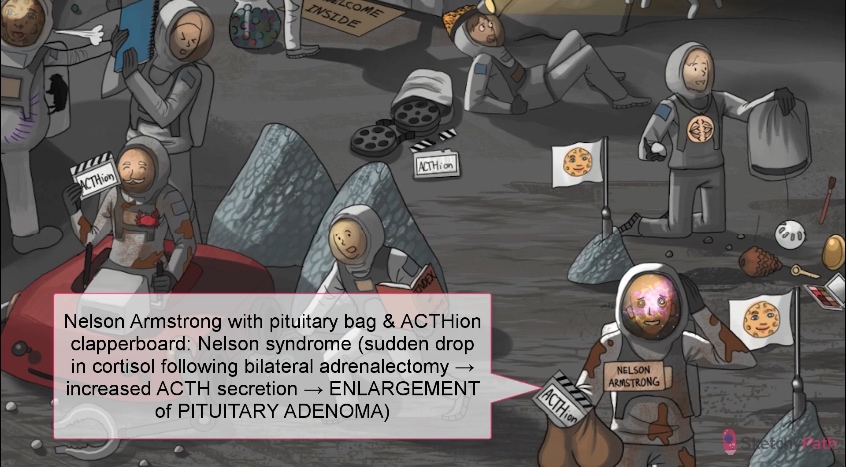 WELCOME
INSIDE
ACTHion
ACTHion
NELSON
ARMSTRONG
ACTHion
Nelson Armstrong with pituitary bag & ACTHion
clapperboard: Nelson syndrome (sudden drop
in cortisol following bilateral adrenalectomy →
increased ACTH secretion → ENLARGEMENT
of PITUITARY ADENOMA)
SketchyPath